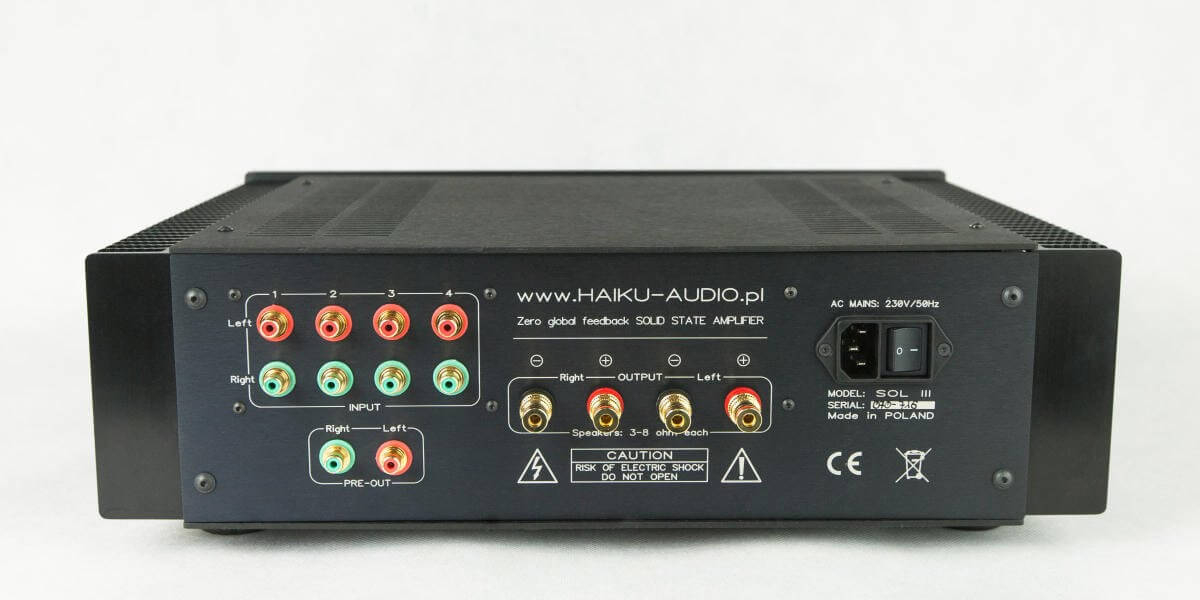 1 2 3 4
Left
Right
INPUT
Right Left
PRE-OUT
www.HAIKU-AUDIO.pl
Zero global feedback SOLID STATE AMPLIFIER
Right OUTPUT Left
Speakers: 3-8 ohm each
CAUTION
RISK OF ELECTRIC SHOCK
DO NOT OPEN
AC MAINS: 230V/50Hz
0 –
MODEL: SOL III
SERIAL:
Made in POLAND
CE